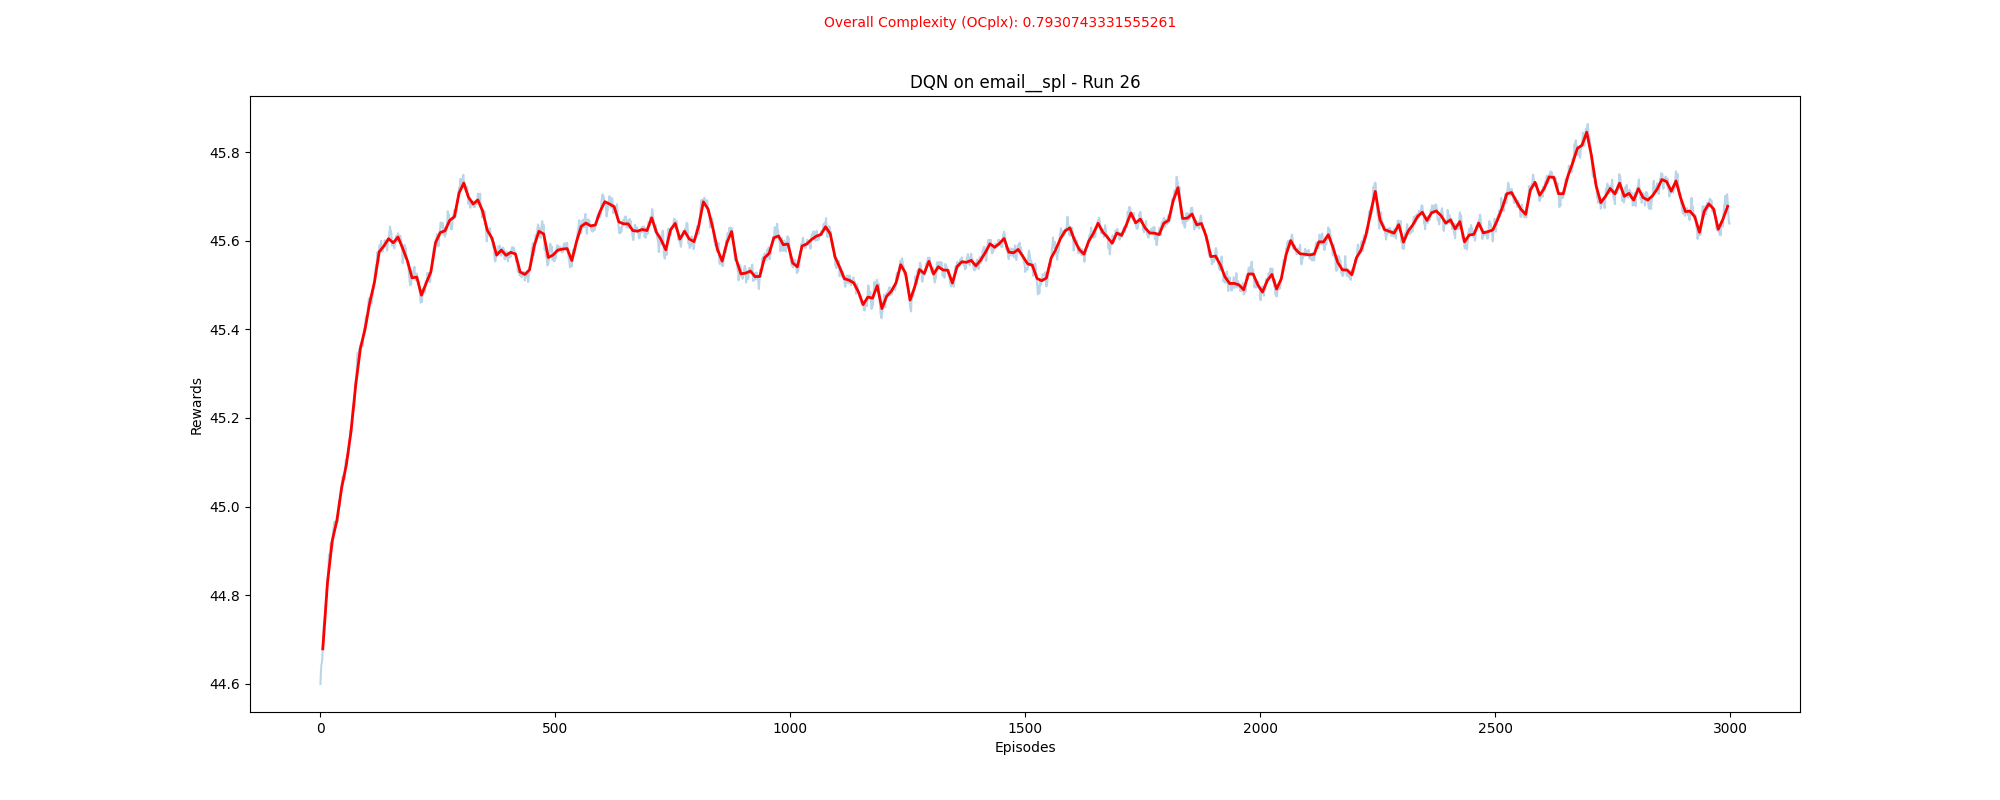 Overall Complexity (OCplx): 0.7930743331555261
DQN on email__spl - Run 26
45.8
45.6
45.4
45.2
45.0
44.8
44.6
Rewards
0 500 1000 1500 2000 2500 3000
Episodes